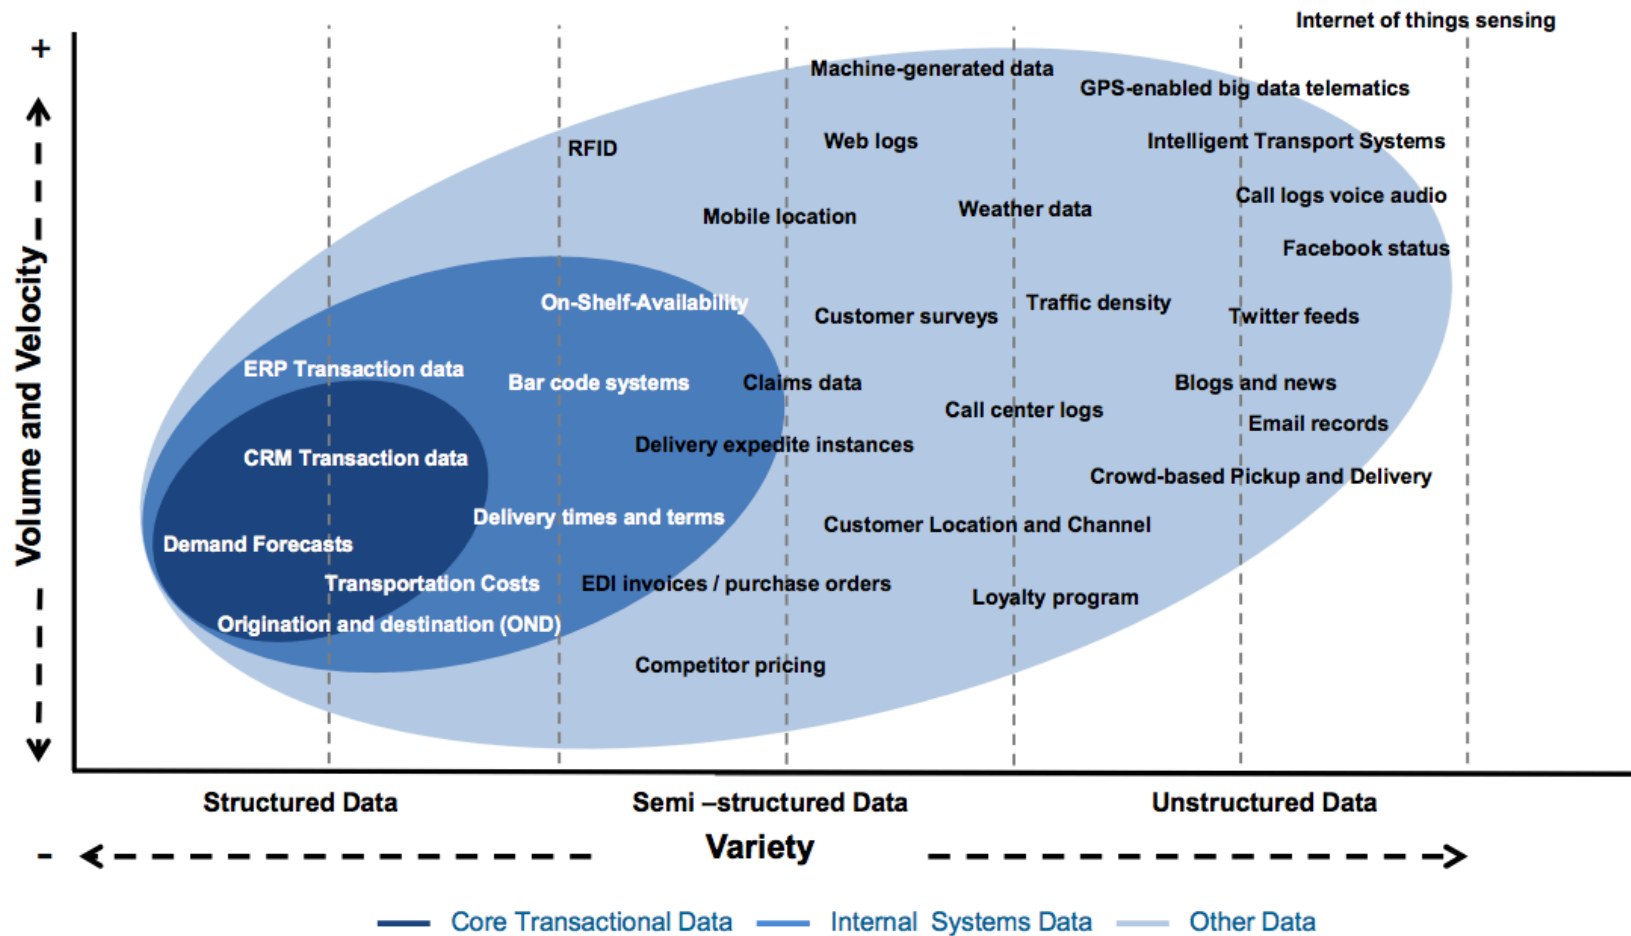 Internet of things sensing
+
Machine-generated data
GPS-enabled big data telematics
RFID
Web logs
Intelligent Transport Systems
Mobile location
Weather data
Call logs voice audio
Facebook status
On-Shelf-Availability
Customer surveys
Traffic density
Twitter feeds
ERP Transaction data
Bar code systems
Claims data
Blogs and news
Call center logs
Email records
CRM Transaction data
Delivery expedite instances
Crowd-based Pickup and Delivery
Delivery times and terms
Customer Location and Channel
Demand Forecasts
Transportation Costs
EDI invoices / purchase orders
Loyalty program
Origination and destination (OND)
Competitor pricing
Volume and Velocity
Structured Data
Semi –structured Data
Unstructured Data
-
Variety
Core Transactional Data
Internal Systems Data
Other Data